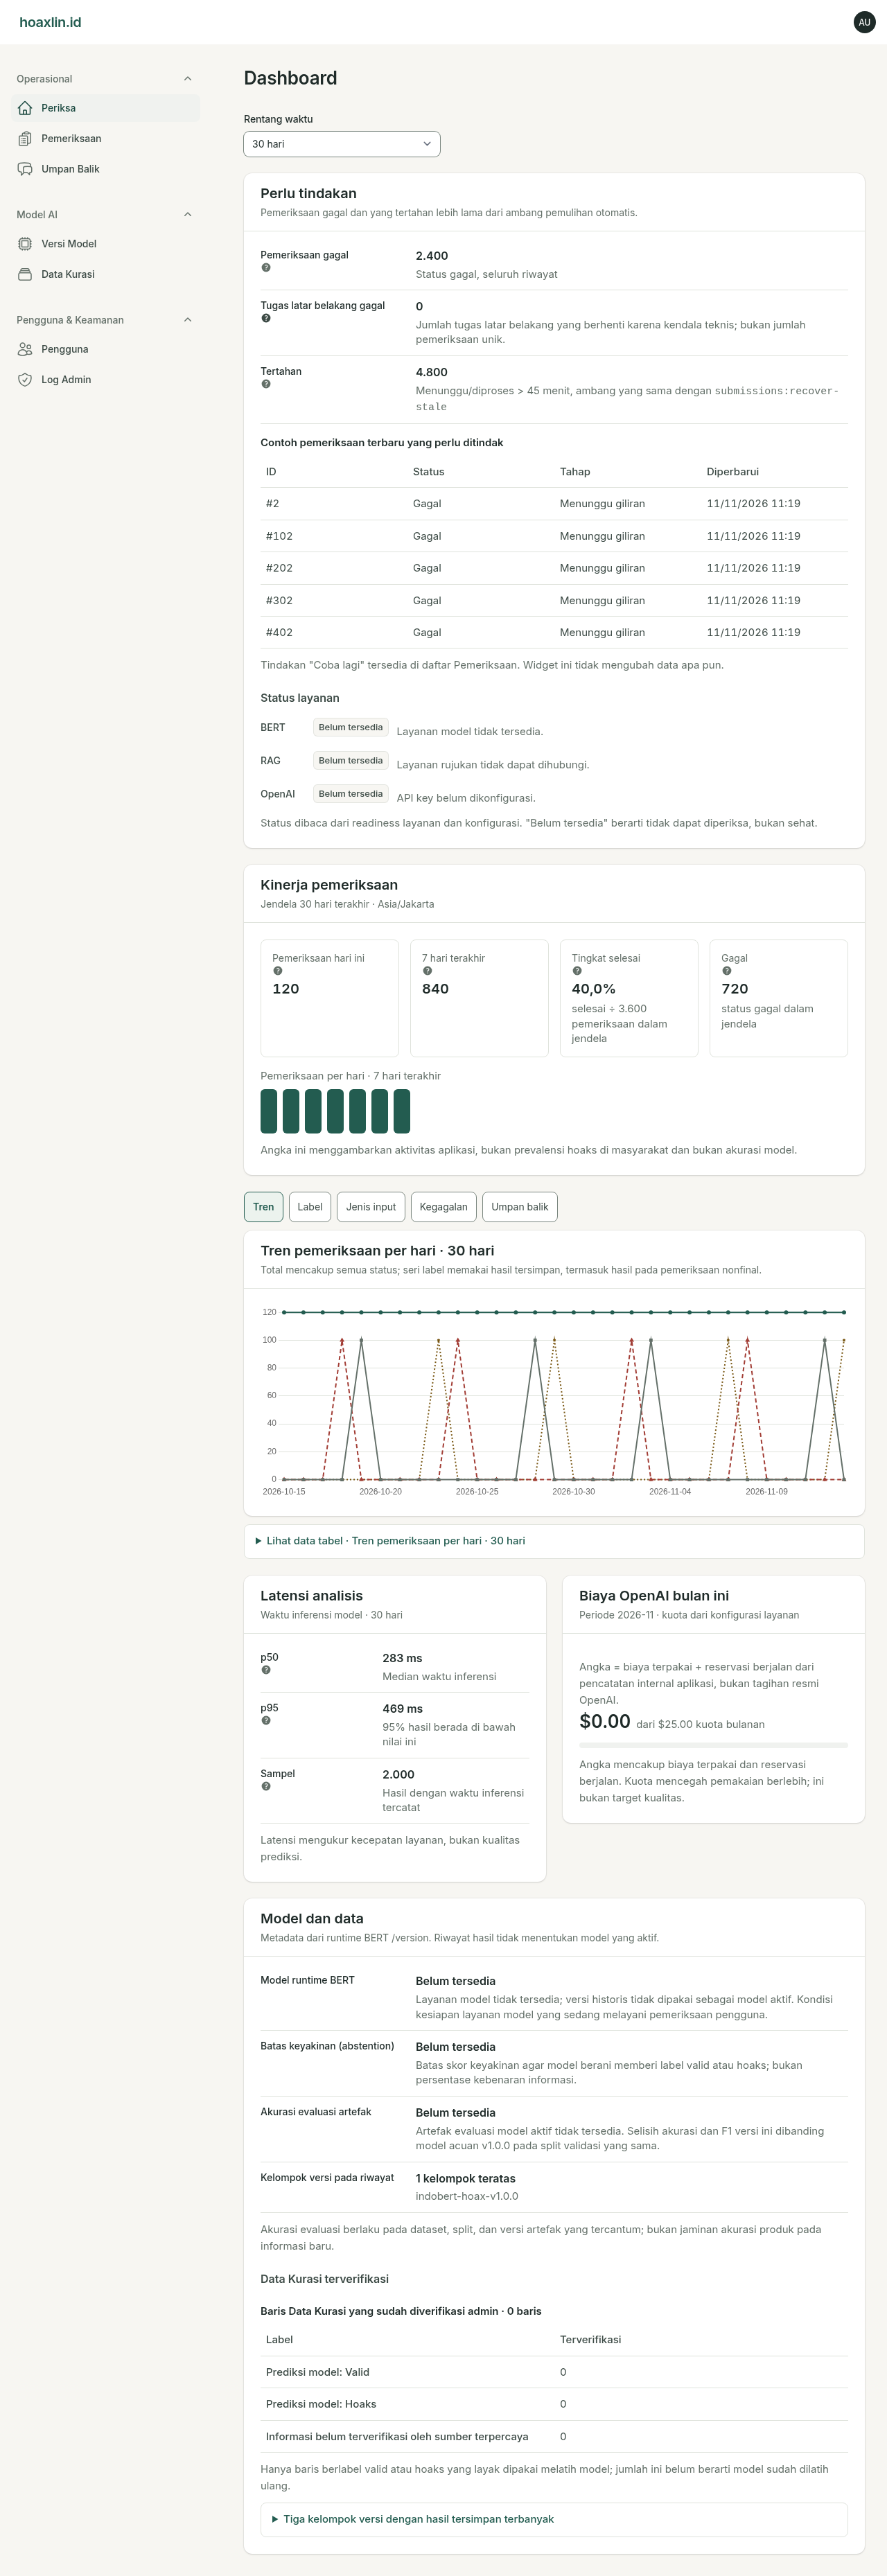 hoaxlin.id
AU
Operasional
Periksa
Pemeriksaan
Umpan Balik
Model AI
Versi Model
Data Kurasi
Pengguna & Keamanan
Pengguna
Log Admin
Dashboard
Rentang waktu
30 hari
Perlu tindakan
Pemeriksaan gagal dan yang tertahan lebih lama dari ambang pemulihan otomatis.
Pemeriksaan gagal
?
2.400
Status gagal, seluruh riwayat
Tugas latar belakang gagal
?
0
Jumlah tugas latar belakang yang berhenti karena kendala teknis; bukan jumlah
pemeriksaan unik.
Tertahan
?
4.800
Menunggu/diproses > 45 menit, ambang yang sama dengan submissions:recover-
stale
Contoh pemeriksaan terbaru yang perlu ditindak
ID Status Tahap Diperbarui
#2 Gagal Menunggu giliran 11/11/2026 11:19
#102 Gagal Menunggu giliran 11/11/2026 11:19
#202 Gagal Menunggu giliran 11/11/2026 11:19
#302 Gagal Menunggu giliran 11/11/2026 11:19
#402 Gagal Menunggu giliran 11/11/2026 11:19
Tindakan "Coba lagi" tersedia di daftar Pemeriksaan. Widget ini tidak mengubah data apa pun.
Status layanan
BERT Belum tersedia Layanan model tidak tersedia.
RAG Belum tersedia Layanan rujukan tidak dapat dihubungi.
OpenAI Belum tersedia API key belum dikonfigurasi.
Status dibaca dari readiness layanan dan konfigurasi. "Belum tersedia" berarti tidak dapat diperiksa, bukan sehat.
Kinerja pemeriksaan
Jendela 30 hari terakhir · Asia/Jakarta
Pemeriksaan hari ini
?
120
7 hari terakhir
?
840
Tingkat selesai
?
40,0%
selesai ÷ 3.600
pemeriksaan dalam
jendela
Gagal
?
720
status gagal dalam
jendela
Pemeriksaan per hari · 7 hari terakhir
Angka ini menggambarkan aktivitas aplikasi, bukan prevalensi hoaks di masyarakat dan bukan akurasi model.
Tren Label Jenis input Kegagalan Umpan balik
Tren pemeriksaan per hari · 30 hari
Total mencakup semua status; seri label memakai hasil tersimpan, termasuk hasil pada pemeriksaan nonfinal.
120
100
80
60
40
20
0
2026-10-15 2026-10-20 2026-10-25 2026-10-30 2026-11-04 2026-11-09
Lihat data tabel · Tren pemeriksaan per hari · 30 hari
Latensi analisis
Waktu inferensi model · 30 hari
p50
?
283 ms
Median waktu inferensi
p95
?
469 ms
95% hasil berada di bawah
nilai ini
Sampel
?
2.000
Hasil dengan waktu inferensi
tercatat
Latensi mengukur kecepatan layanan, bukan kualitas
prediksi.
Biaya OpenAI bulan ini
Periode 2026-11 · kuota dari konfigurasi layanan
Angka = biaya terpakai + reservasi berjalan dari
pencatatan internal aplikasi, bukan tagihan resmi
OpenAI.
$0.00 dari $25.00 kuota bulanan
Angka mencakup biaya terpakai dan reservasi
berjalan. Kuota mencegah pemakaian berlebih; ini
bukan target kualitas.
Model dan data
Metadata dari runtime BERT /version. Riwayat hasil tidak menentukan model yang aktif.
Model runtime BERT
Belum tersedia
Layanan model tidak tersedia; versi historis tidak dipakai sebagai model aktif. Kondisi
kesiapan layanan model yang sedang melayani pemeriksaan pengguna.
Batas keyakinan (abstention)
Belum tersedia
Batas skor keyakinan agar model berani memberi label valid atau hoaks; bukan
persentase kebenaran informasi.
Akurasi evaluasi artefak
Belum tersedia
Artefak evaluasi model aktif tidak tersedia. Selisih akurasi dan F1 versi ini dibanding
model acuan v1.0.0 pada split validasi yang sama.
Kelompok versi pada riwayat
1 kelompok teratas
indobert-hoax-v1.0.0
Akurasi evaluasi berlaku pada dataset, split, dan versi artefak yang tercantum; bukan jaminan akurasi produk pada
informasi baru.
Data Kurasi terverifikasi
Baris Data Kurasi yang sudah diverifikasi admin · 0 baris
Label Terverifikasi
Prediksi model: Valid 0
Prediksi model: Hoaks 0
Informasi belum terverifikasi oleh sumber terpercaya 0
Hanya baris berlabel valid atau hoaks yang layak dipakai melatih model; jumlah ini belum berarti model sudah dilatih
ulang.
Tiga kelompok versi dengan hasil tersimpan terbanyak